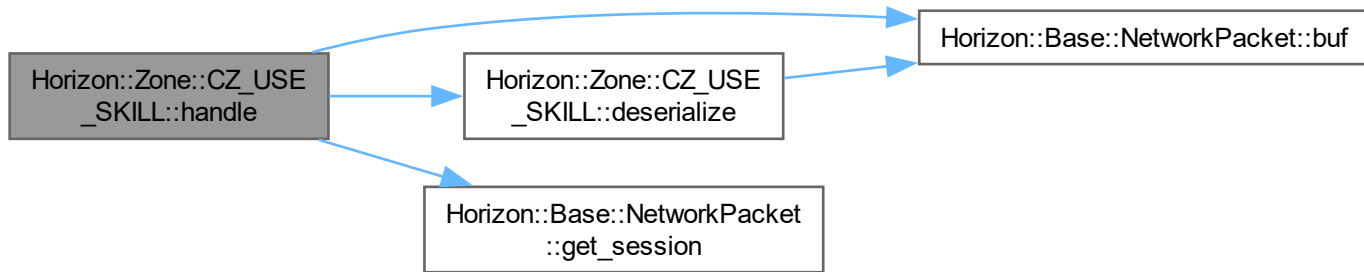 Horizon::Zone::CZ_USE
_SKILL::handle
Horizon::Zone::CZ_USE
_SKILL::deserialize
Horizon::Base::NetworkPacket::buf
Horizon::Base::NetworkPacket
::get_session